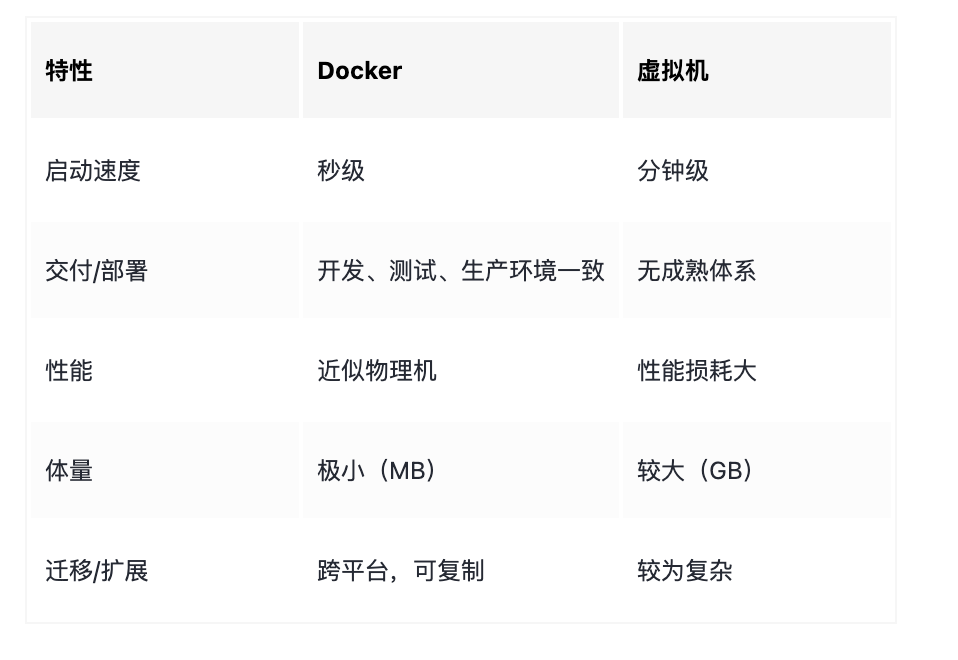 特性 Docker 虚拟机
启动速度 秒级 分钟级
交付/部署 开发、测试、生产环境一致 无成熟体系
性能 近似物理机 性能损耗大
体量 极小（MB） 较大（GB）
迁移/扩展 跨平台，可复制 较为复杂